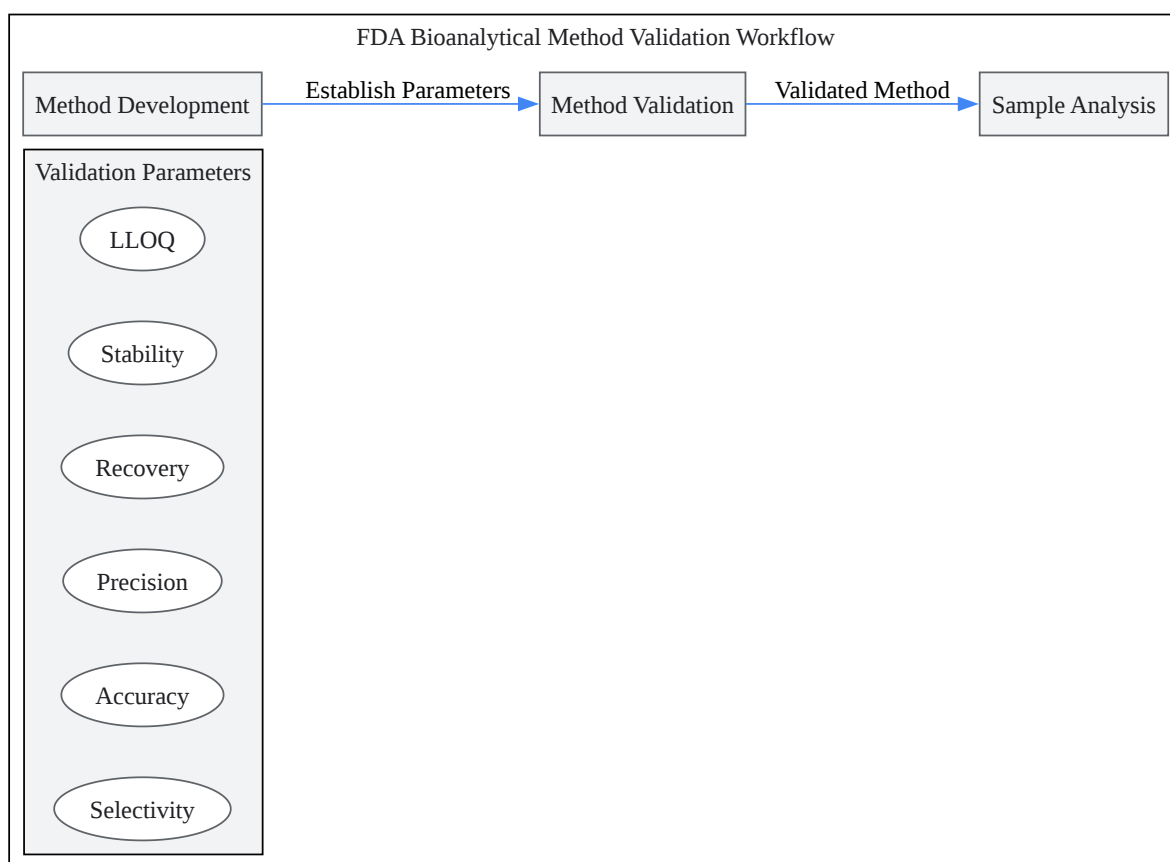 FDA Bioanalytical Method Validation Workflow
Method Development
Establish Parameters
Method Validation
Validated Method
Sample Analysis
Validation Parameters
LLOQ
Stability
Recovery
Precision
Accuracy
Selectivity